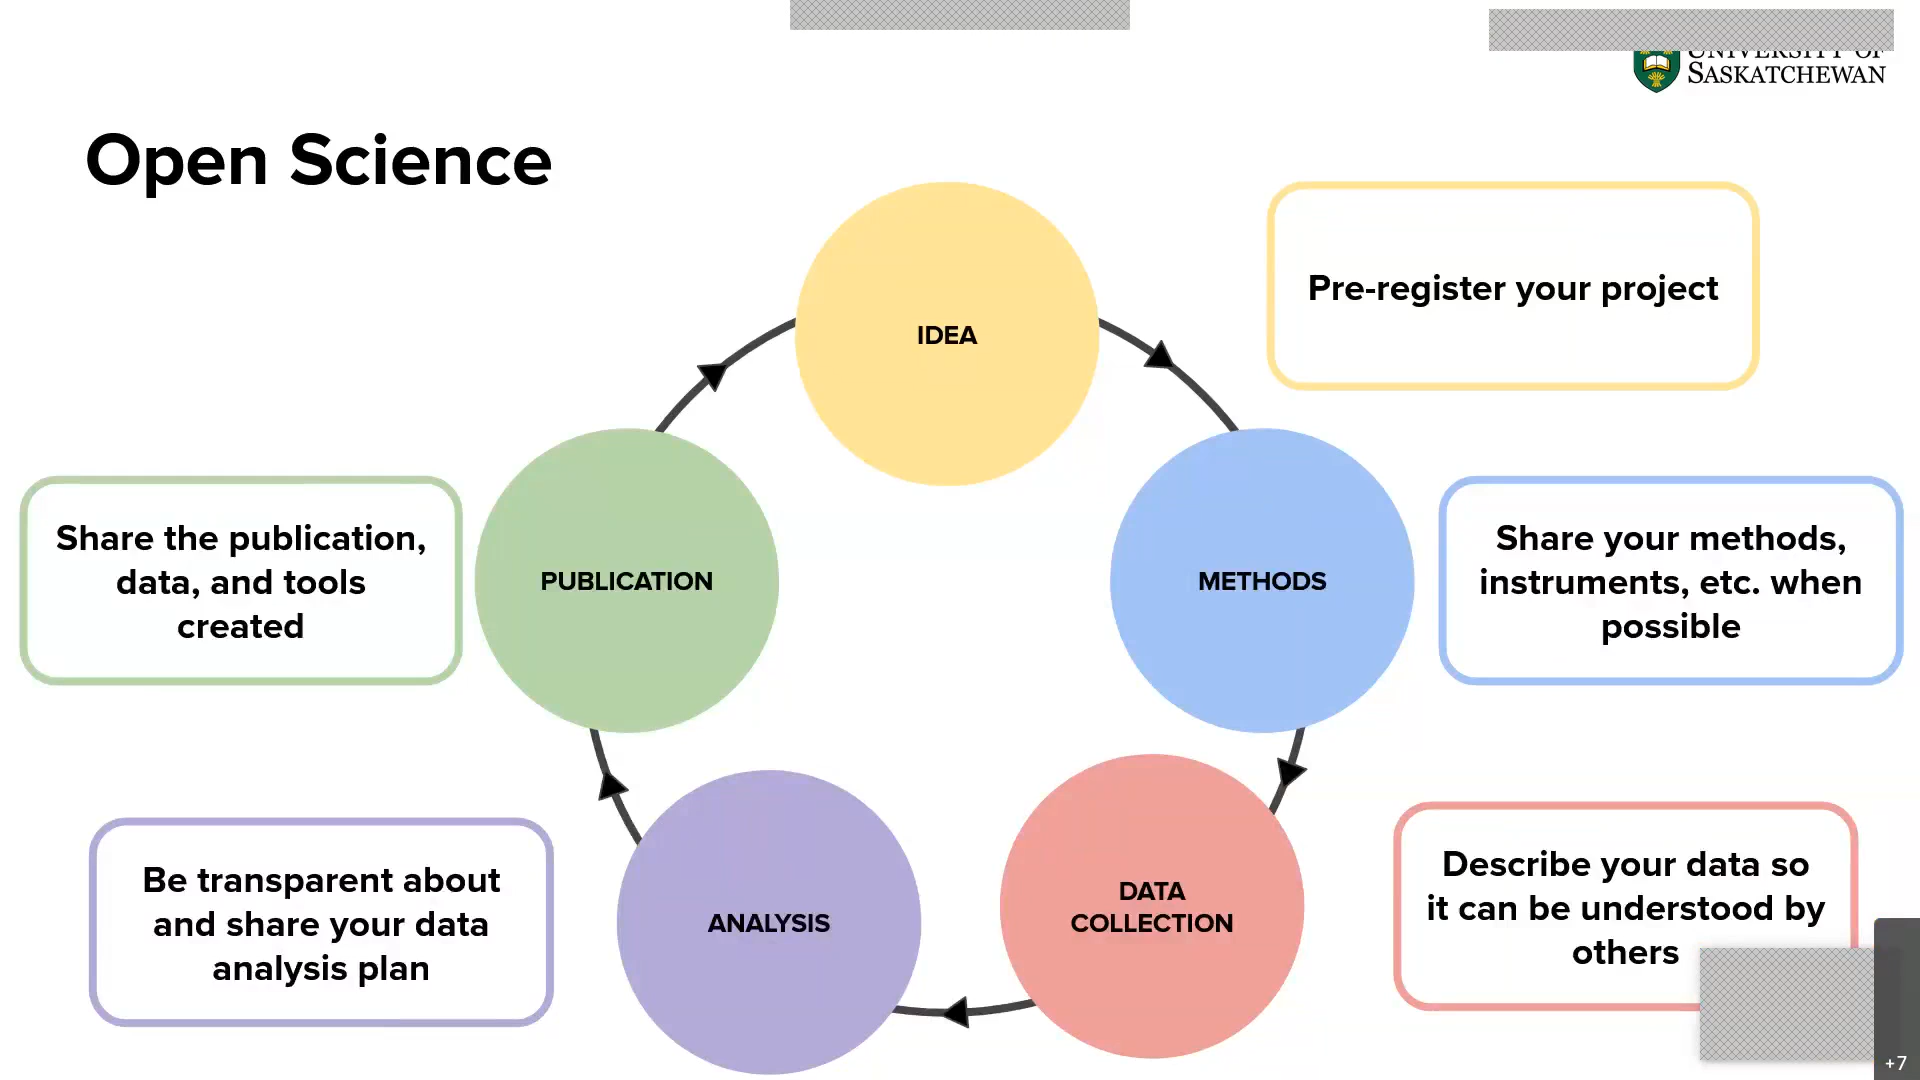 UNIVERSITY OF
SASKATCHEWAN
Open Science
IDEA
Pre-register your project
PUBLICATION
Share the publication,
data, and tools
created
METHODS
Share your methods,
instruments, etc. when
possible
ANALYSIS
Be transparent about
and share your data
analysis plan
DATA
COLLECTION
Describe your data so
it can be understood by
others
+7